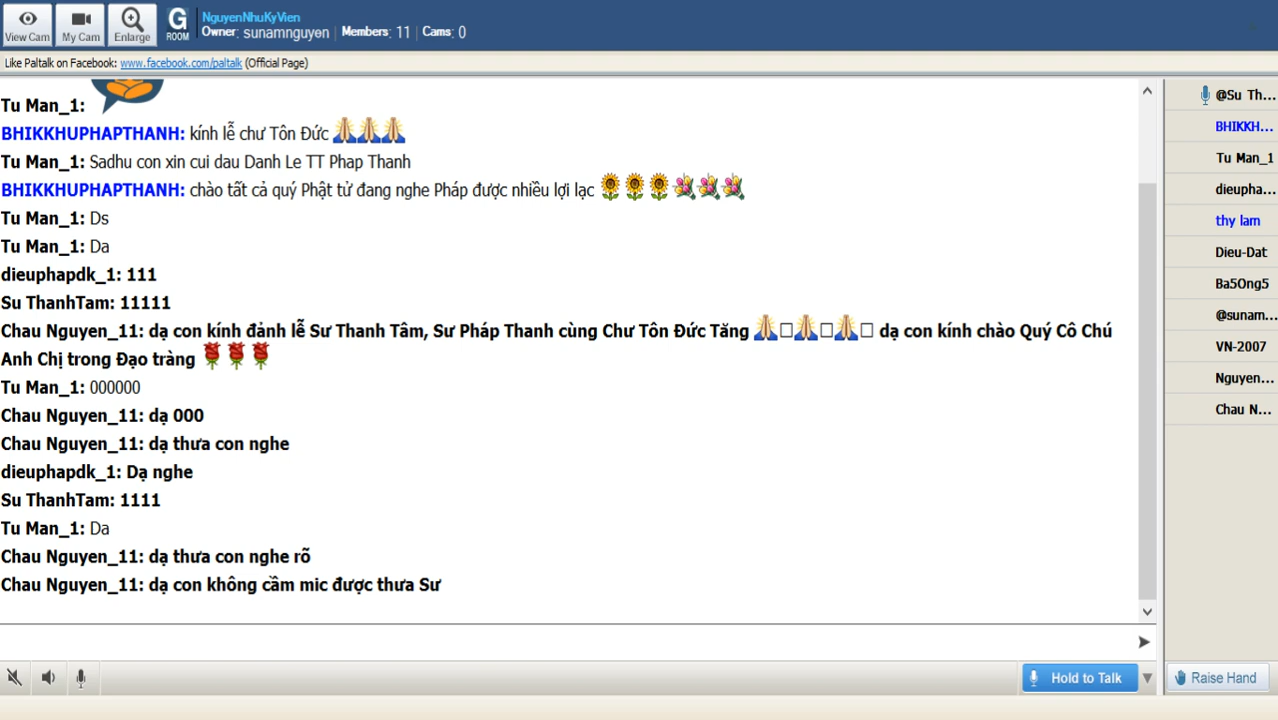 View Cam
My Cam
Enlarge
G
ROOM
NguyenNhuKyVien
Owner: sunamnguyen | Members: 11 | Cams: 0
Like Paltalk on Facebook: www.facebook.com/paltalk (Official Page)
Tu Man_1:
BHIKKHUPHAPTHANH: kính lễ chư Tôn Đức 🙏🙏🙏
Tu Man_1: Sadhu con xin cui dau Danh Le TT Phap Thanh
BHIKKHUPHAPTHANH: chào tất cả quý Phật tử đang nghe Pháp được nhiều lợi lạc 🌻🌻🌻💐💐💐
Tu Man_1: Ds
Tu Man_1: Da
dieuphapdk_1: 111
Su ThanhTam: 11111
Chau Nguyen_11: dạ con kính đảnh lễ Sư Thanh Tâm, Sư Pháp Thanh cùng Chư Tôn Đức Tăng 🙏□🙏□🙏□ dạ con kính chào Quý Cô Chú
Anh Chị trong Đạo tràng 🌹🌹🌹
Tu Man_1: 000000
Chau Nguyen_11: dạ 000
Chau Nguyen_11: dạ thưa con nghe
dieuphapdk_1: Dạ nghe
Su ThanhTam: 1111
Tu Man_1: Da
Chau Nguyen_11: dạ thưa con nghe rõ
Chau Nguyen_11: dạ con không cầm mic được thưa Sư
@Su Th...
BHIKKH...
Tu Man_1
dieupha...
thy lam
Dieu-Dat
Ba5Ong5
@sunam...
VN-2007
Nguyen...
Chau N...
Hold to Talk
Raise Hand